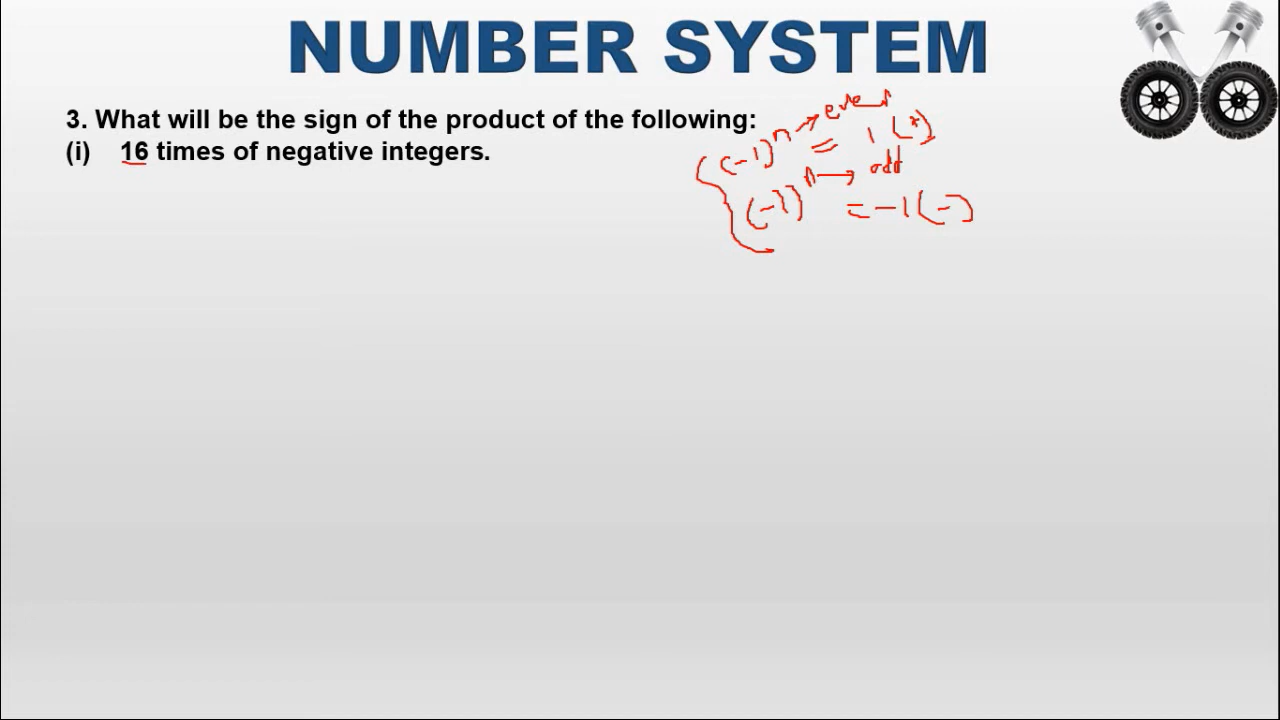 NUMBER SYSTEM
3. What will be the sign of the product of the following:
(i) 16 times of negative integers.
(-1)^n → even = 1 (+)
(-1)^n → odd = -1 (-)